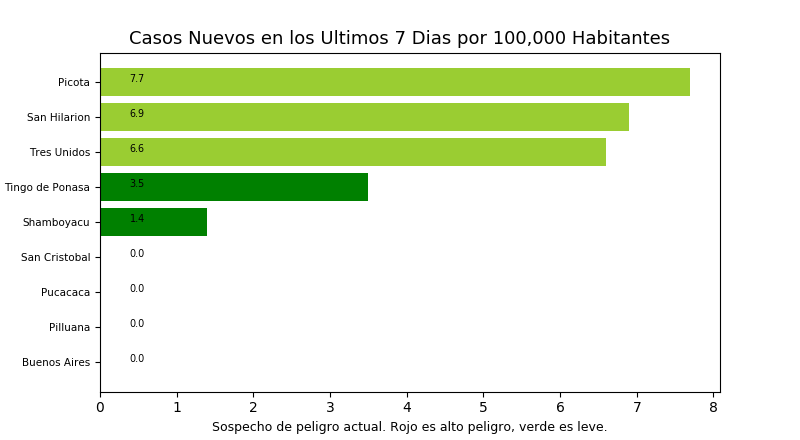 Casos Nuevos en los Ultimos 7 Dias por 100,000 Habitantes
Picota 7.7
San Hilarion 6.9
Tres Unidos 6.6
Tingo de Ponasa 3.5
Shamboyacu 1.4
San Cristobal 0.0
Pucacaca 0.0
Pilluana 0.0
Buenos Aires 0.0
0 1 2 3 4 5 6 7 8
Sospecho de peligro actual. Rojo es alto peligro, verde es leve.